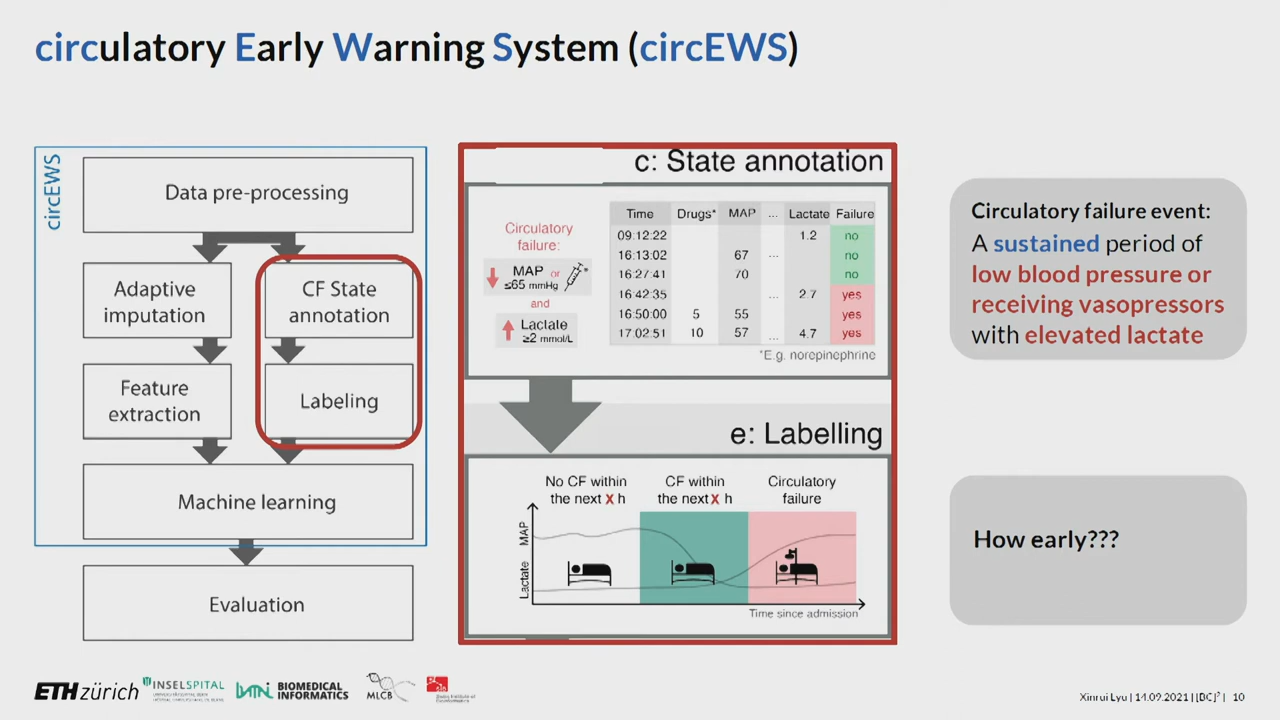 circulatory Early Warning System (circEWS)
circEWS
Data pre-processing
Adaptive
imputation
CF State
annotation
Feature
extraction
Labeling
Machine learning
Evaluation
c: State annotation
Circulatory
failure:
MAP or
≤65 mmHg
*
and
Lactate
≥2 mmol/L
Time Drugs* MAP ... Lactate Failure
09:12:22 1.2 no
16:13:02 67 ... no
16:27:41 70 no
16:42:35 ... 2.7 yes
16:50:00 5 55 yes
17:02:51 10 57 ... 4.7 yes
*E.g. norepinephrine
e: Labelling
No CF within
the next X h
CF within
the next X h
Circulatory
failure
MAP
Lactate
Time since admission
Circulatory failure event:
A sustained period of
low blood pressure or
receiving vasopressors
with elevated lactate
How early???
ETH zürich
INSELSPITAL
BIOMEDICAL
INFORMATICS
MLCB
Xinrui Lyu | 14.09.2021 | [BC]² | 10